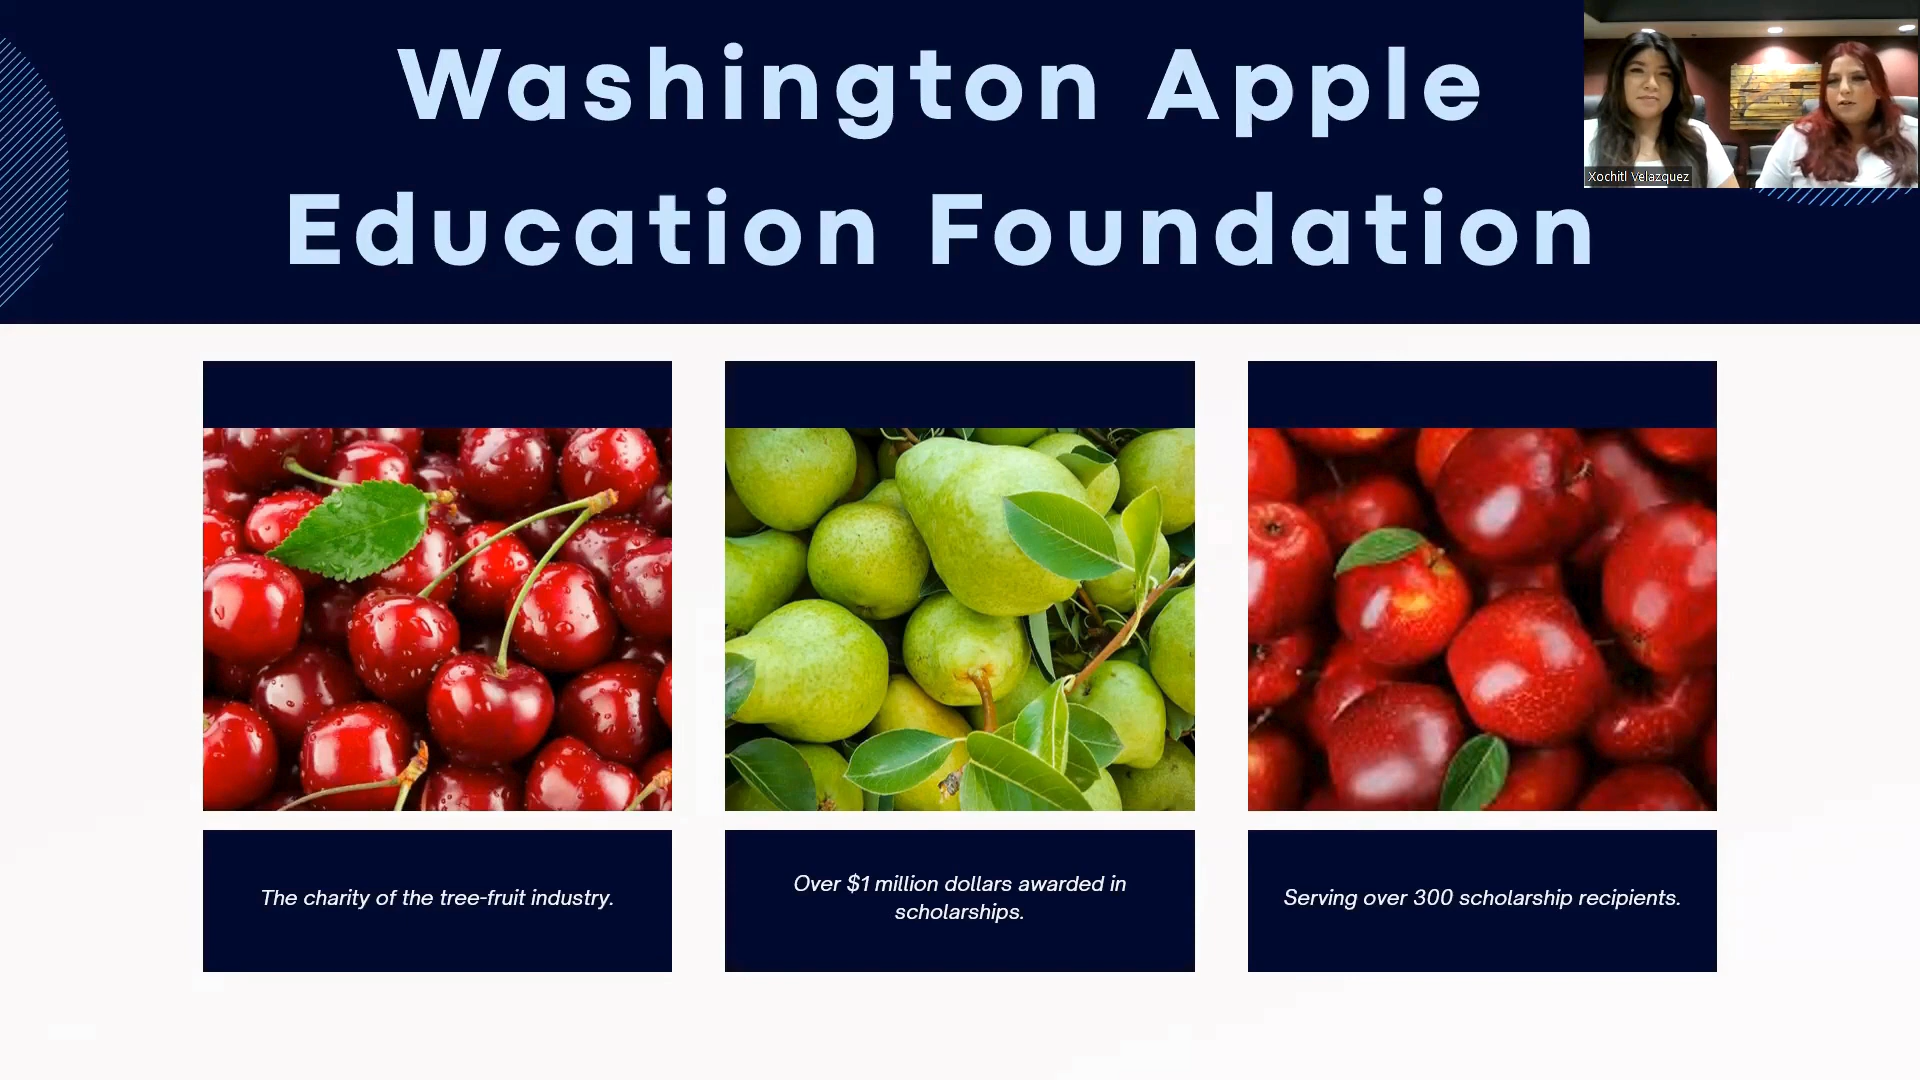 Washington Apple
Education Foundation
Xochitl Velazquez
The charity of the tree-fruit industry.
Over $1 million dollars awarded in
scholarships.
Serving over 300 scholarship recipients.